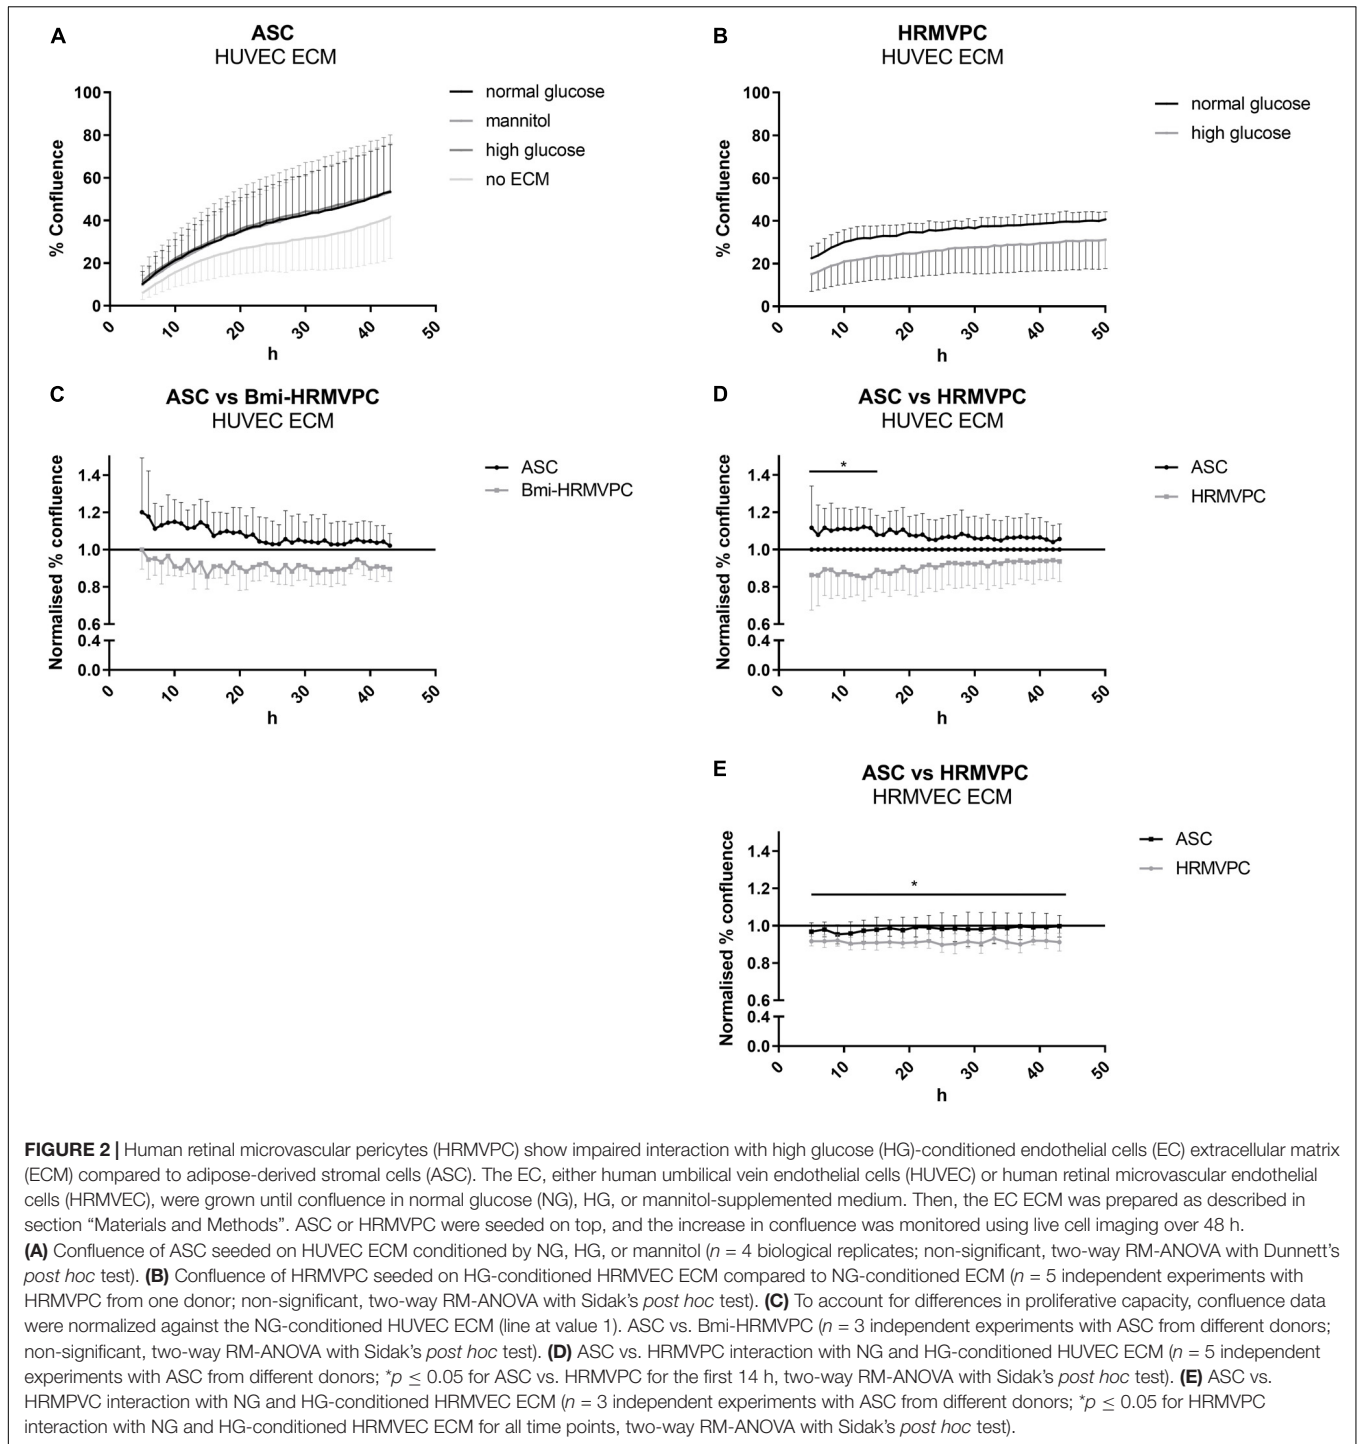 A
ASC
HUVEC ECM
% Confluence
100
80
60
40
20
0
0
10
20
30
40
50
h
normal glucose
mannitol
high glucose
no ECM
B
HRMVPC
HUVEC ECM
% Confluence
100
80
60
40
20
0
0
10
20
30
40
50
h
normal glucose
high glucose
C
ASC vs Bmi-HRMVPC
HUVEC ECM
Normalised % confluence
1.4
1.2
1.0
0.8
0.6
0.4
0.0
0
10
20
30
40
50
h
ASC
Bmi-HRMVPC
D
ASC vs HRMVPC
HUVEC ECM
Normalised % confluence
1.4
1.2
1.0
0.8
0.6
0.4
0.0
*
0
10
20
30
40
50
h
ASC
HRMVPC
E
ASC vs HRMVPC
HRMVEC ECM
Normalised % confluence
1.4
1.2
1.0
0.8
0.6
0.4
0.0
*
0
10
20
30
40
50
h
ASC
HRMVPC
FIGURE 2 | Human retinal microvascular pericytes (HRMVPC) show impaired interaction with high glucose (HG)-conditioned endothelial cells (EC) extracellular matrix
(ECM) compared to adipose-derived stromal cells (ASC). The EC, either human umbilical vein endothelial cells (HUVEC) or human retinal microvascular endothelial
cells (HRMVEC), were grown until confluence in normal glucose (NG), HG, or mannitol-supplemented medium. Then, the EC ECM was prepared as described in
section “Materials and Methods”. ASC or HRMVPC were seeded on top, and the increase in confluence was monitored using live cell imaging over 48 h.
(A) Confluence of ASC seeded on HUVEC ECM conditioned by NG, HG, or mannitol (n = 4 biological replicates; non-significant, two-way RM-ANOVA with Dunnett’s
post hoc test). (B) Confluence of HRMVPC seeded on HG-conditioned HRMVEC ECM compared to NG-conditioned ECM (n = 5 independent experiments with
HRMVPC from one donor; non-significant, two-way RM-ANOVA with Sidak’s post hoc test). (C) To account for differences in proliferative capacity, confluence data
were normalized against the NG-conditioned HUVEC ECM (line at value 1). ASC vs. Bmi-HRMVPC (n = 3 independent experiments with ASC from different donors;
non-significant, two-way RM-ANOVA with Sidak’s post hoc test). (D) ASC vs. HRMVPC interaction with NG and HG-conditioned HUVEC ECM (n = 5 independent
experiments with ASC from different donors; *p ≤ 0.05 for ASC vs. HRMVPC for the first 14 h, two-way RM-ANOVA with Sidak’s post hoc test). (E) ASC vs.
HRMPVC interaction with NG and HG-conditioned HRMVEC ECM (n = 3 independent experiments with ASC from different donors; *p ≤ 0.05 for HRMVPC
interaction with NG and HG-conditioned HRMVEC ECM for all time points, two-way RM-ANOVA with Sidak’s post hoc test).